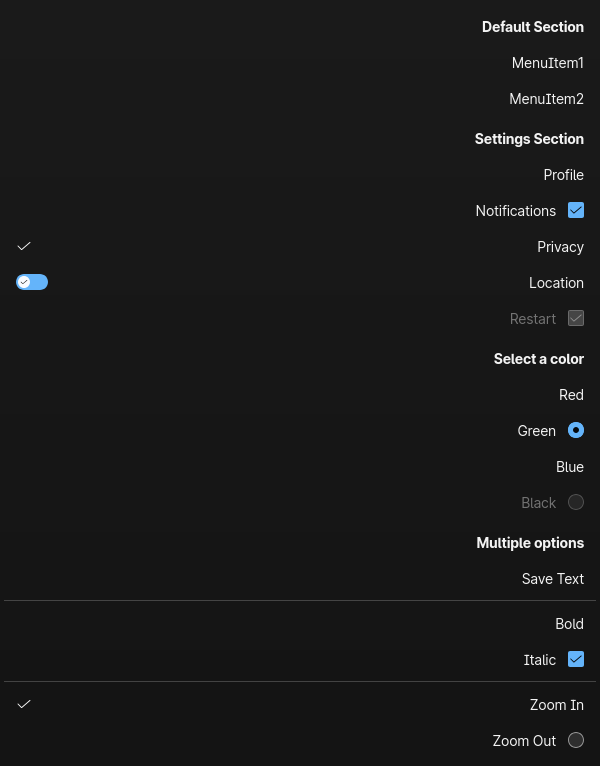 Default Section
MenuItem1
MenuItem2
Settings Section
Profile
Notifications
Privacy
Location
Restart
Select a color
Red
Green
Blue
Black
Multiple options
Save Text
Bold
Italic
Zoom In
Zoom Out